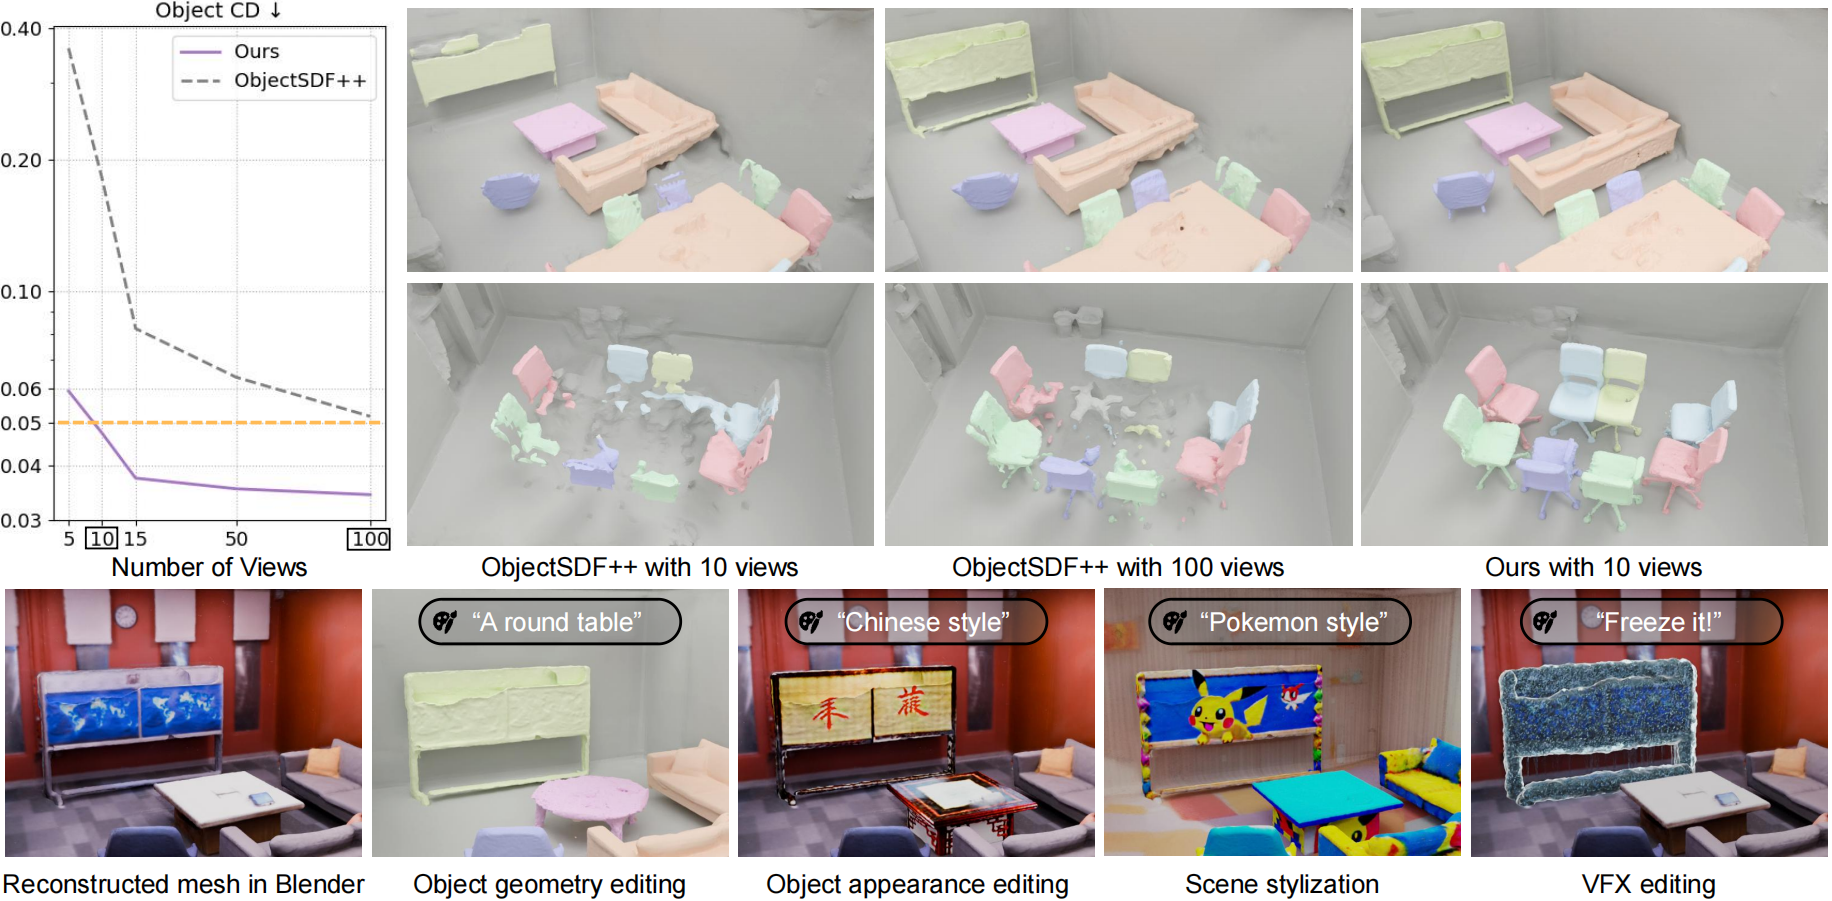 Object CD ↓
Ours
ObjectSDF++
0.40
0.20
0.10
0.06
0.05
0.04
0.03
5
10
15
50
100
Number of Views
ObjectSDF++ with 10 views
ObjectSDF++ with 100 views
Ours with 10 views
“A round table”
“Chinese style”
“Pokemon style”
“Freeze it!”
Reconstructed mesh in Blender
Object geometry editing
Object appearance editing
Scene stylization
VFX editing